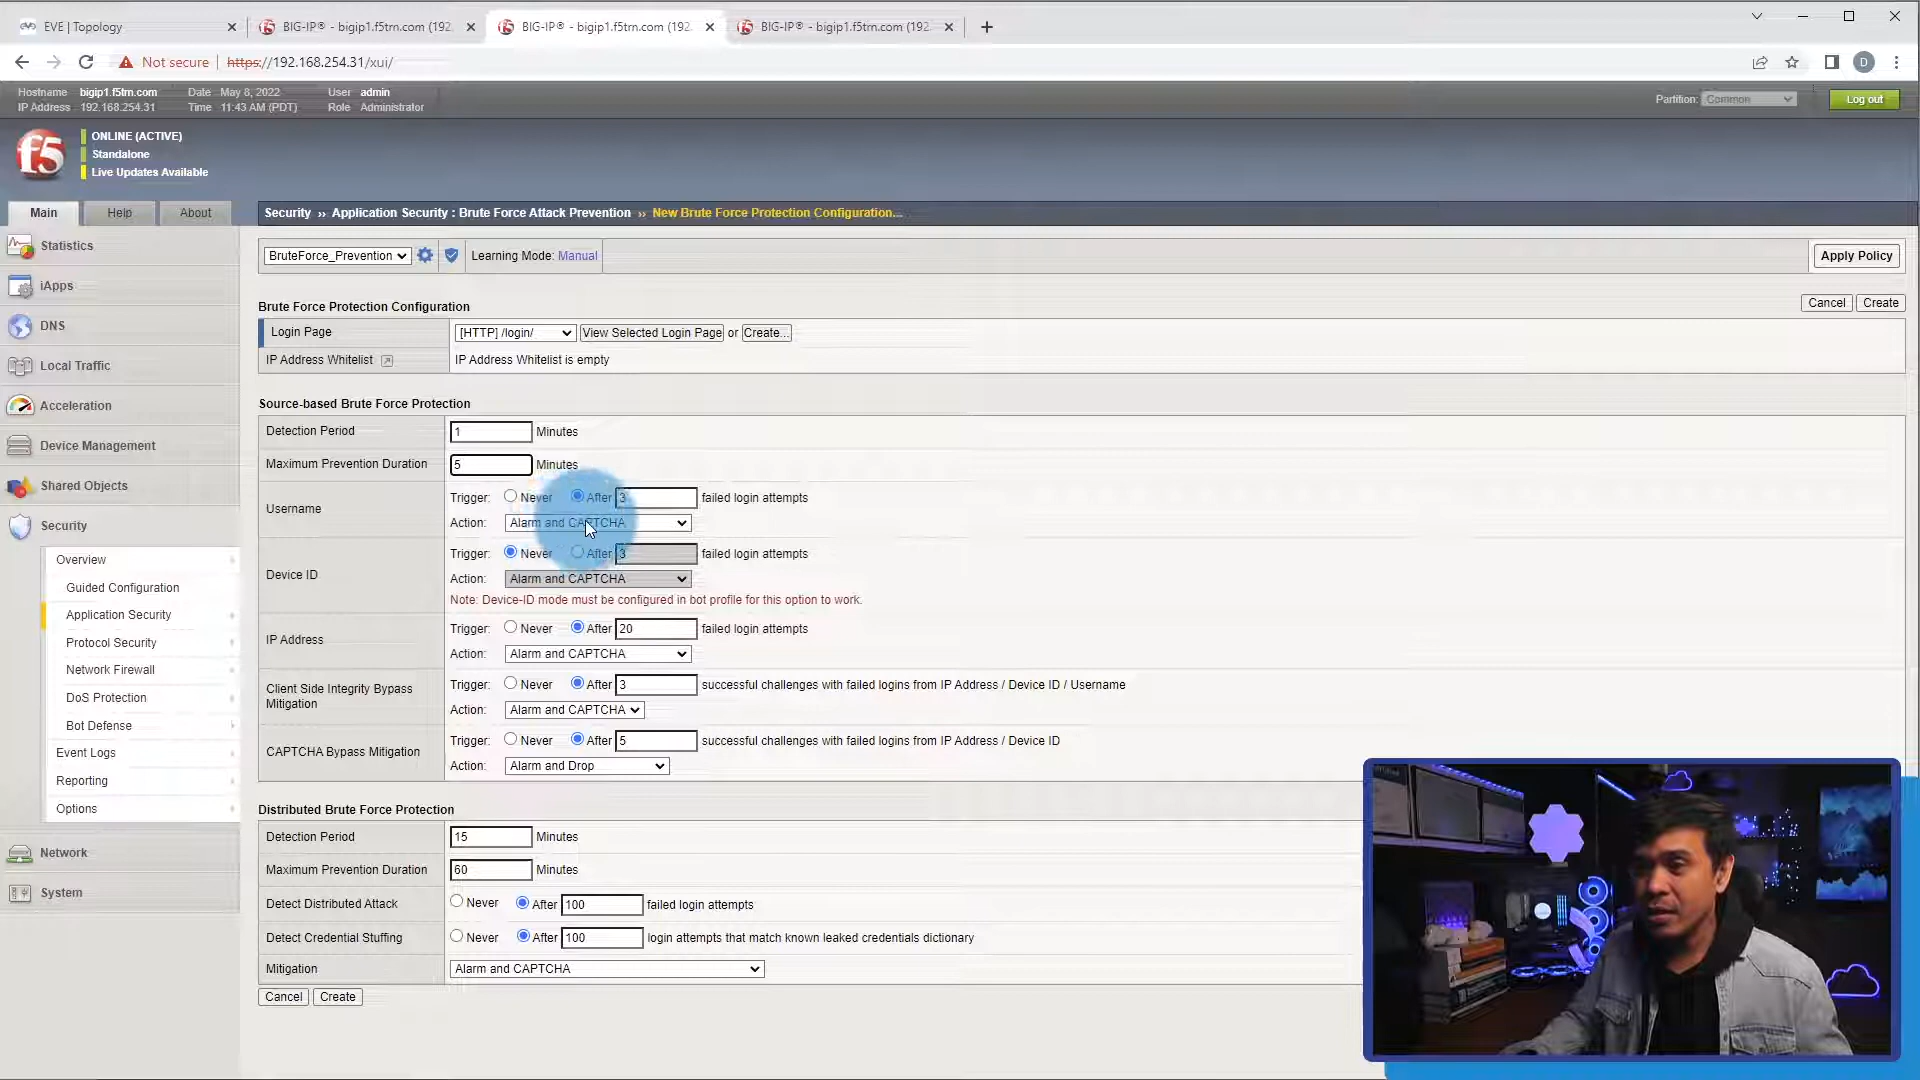 EVE | Topology
BIG-IP® - bigip1.f5trn.com (192
BIG-IP® - bigip1.f5trn.com (192
BIG-IP® - bigip1.f5trn.com (192
Not secure
https://192.168.254.31/xui/
D
Hostname bigip1.f5trn.com Date May 8, 2022 User admin
IP Address 192.168.254.31 Time 11:43 AM (PDT) Role Administrator
Partition: Common
Log out
f5
ONLINE (ACTIVE)
Standalone
Live Updates Available
Main
Help
About
Security ›› Application Security : Brute Force Attack Prevention ›› New Brute Force Protection Configuration...
Statistics
iApps
DNS
Local Traffic
Acceleration
Device Management
Shared Objects
Security
Overview
Guided Configuration
Application Security
Protocol Security
Network Firewall
DoS Protection
Bot Defense
Event Logs
Reporting
Options
Network
System
BruteForce_Prevention
Learning Mode: Manual
Apply Policy
Brute Force Protection Configuration
Cancel Create
Login Page [HTTP] /login/ View Selected Login Page or Create...
IP Address Whitelist IP Address Whitelist is empty
Source-based Brute Force Protection
Detection Period 1 Minutes
Maximum Prevention Duration 5 Minutes
Username
Trigger: Never After 3 failed login attempts
Action: Alarm and CAPTCHA
Device ID
Trigger: Never After 3 failed login attempts
Action: Alarm and CAPTCHA
Note: Device-ID mode must be configured in bot profile for this option to work.
IP Address
Trigger: Never After 20 failed login attempts
Action: Alarm and CAPTCHA
Client Side Integrity Bypass
Mitigation
Trigger: Never After 3 successful challenges with failed logins from IP Address / Device ID / Username
Action: Alarm and CAPTCHA
CAPTCHA Bypass Mitigation
Trigger: Never After 5 successful challenges with failed logins from IP Address / Device ID
Action: Alarm and Drop
Distributed Brute Force Protection
Detection Period 15 Minutes
Maximum Prevention Duration 60 Minutes
Detect Distributed Attack Never After 100 failed login attempts
Detect Credential Stuffing Never After 100 login attempts that match known leaked credentials dictionary
Mitigation Alarm and CAPTCHA
Cancel Create